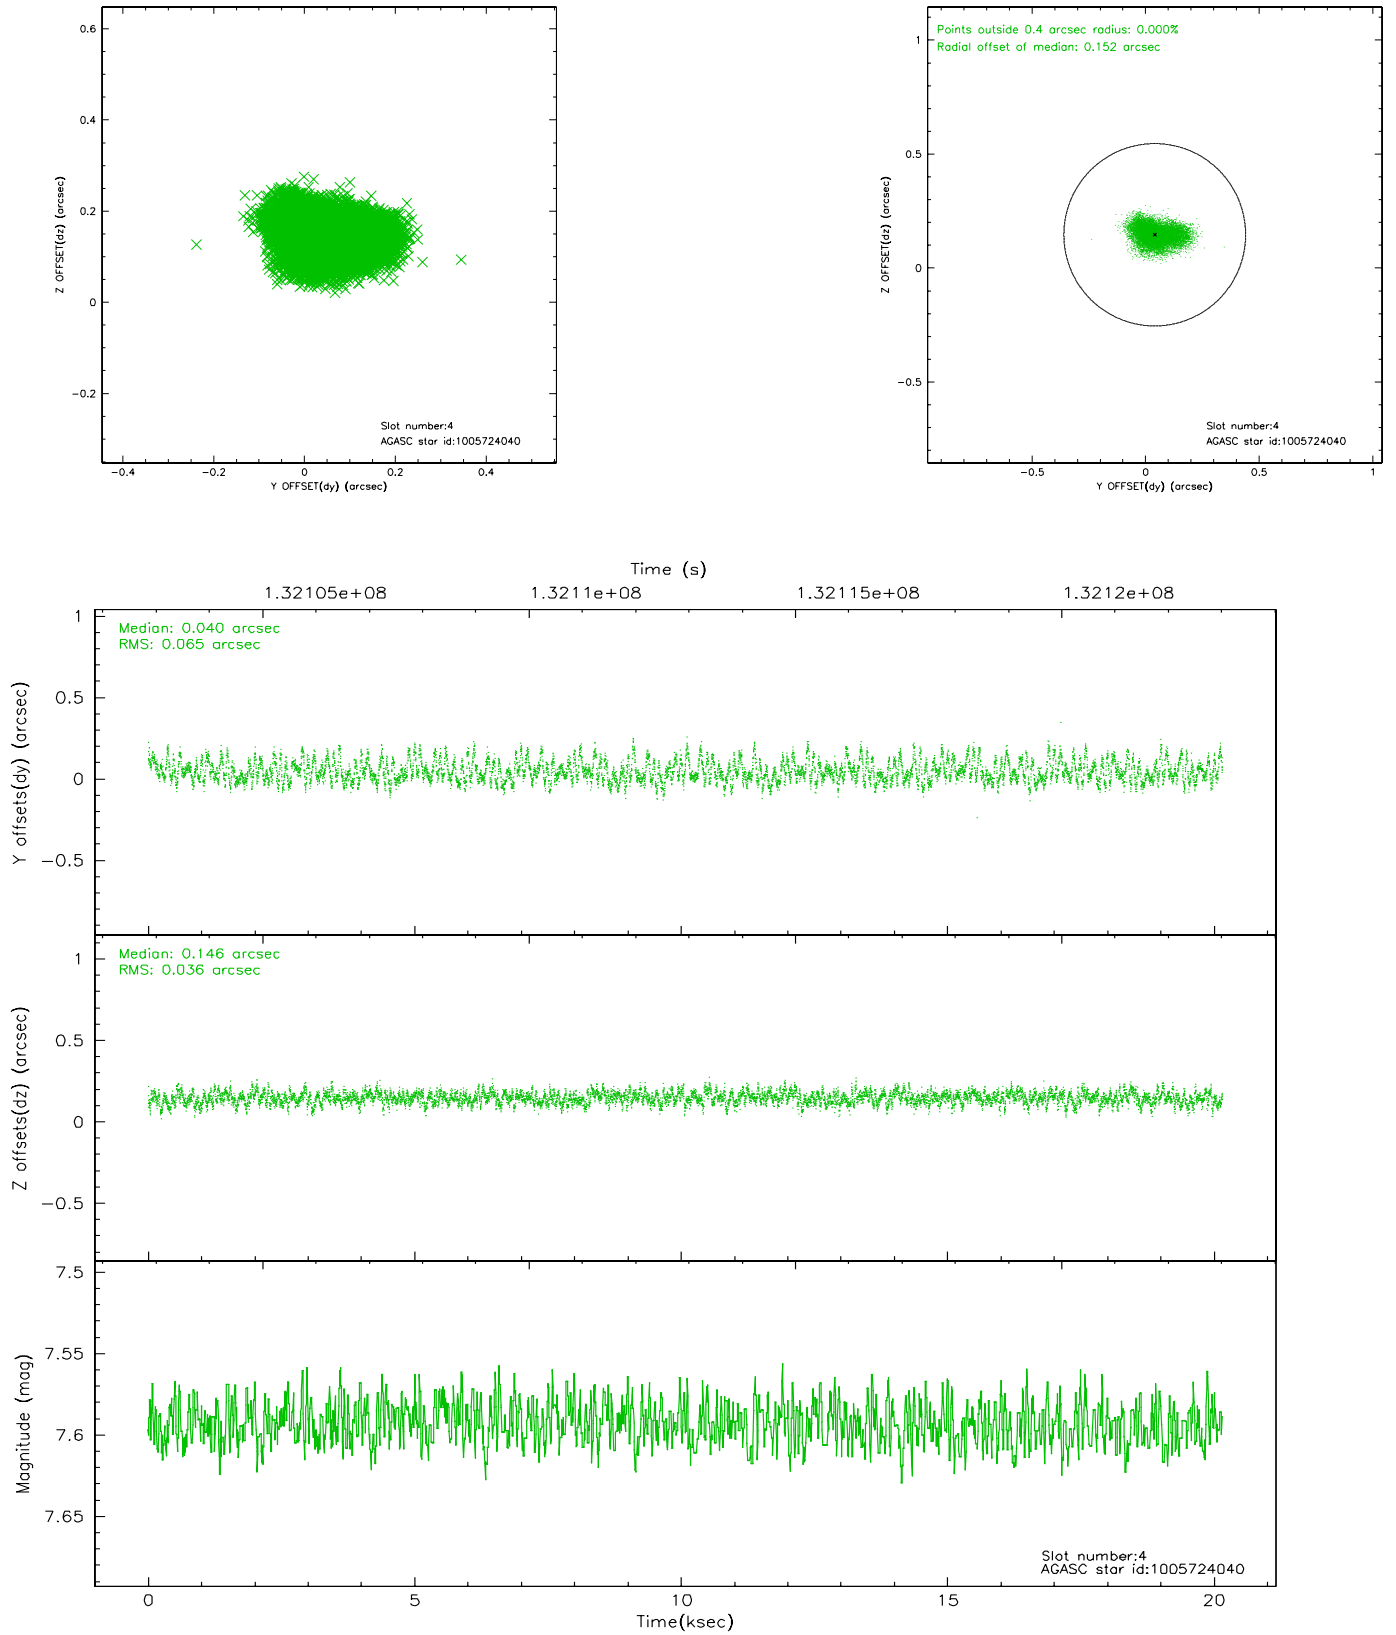 0.6
0.4
0.2
0
−0.2
Z OFFSET(dz) (arcsec)
Slot number:4
AGASC star id:1005724040
−0.4
−0.2
0
0.2
0.4
Y OFFSET(dy) (arcsec)
Points outside 0.4 arcsec radius: 0.000%
Radial offset of median: 0.152 arcsec
1
0.5
0
−0.5
Z OFFSET(dz) (arcsec)
Slot number:4
AGASC star id:1005724040
−0.5
0
0.5
1
Y OFFSET(dy) (arcsec)
Time (s)
1.32105e+08
1.3211e+08
1.32115e+08
1.3212e+08
Median: 0.040 arcsec
RMS: 0.065 arcsec
1
0.5
0
−0.5
Y offsets(dy) (arcsec)
Median: 0.146 arcsec
RMS: 0.036 arcsec
1
0.5
0
−0.5
Z offsets(dz) (arcsec)
7.5
7.55
7.6
7.65
Magnitude (mag)
Slot number:4
AGASC star id:1005724040
0
5
10
15
20
Time(ksec)